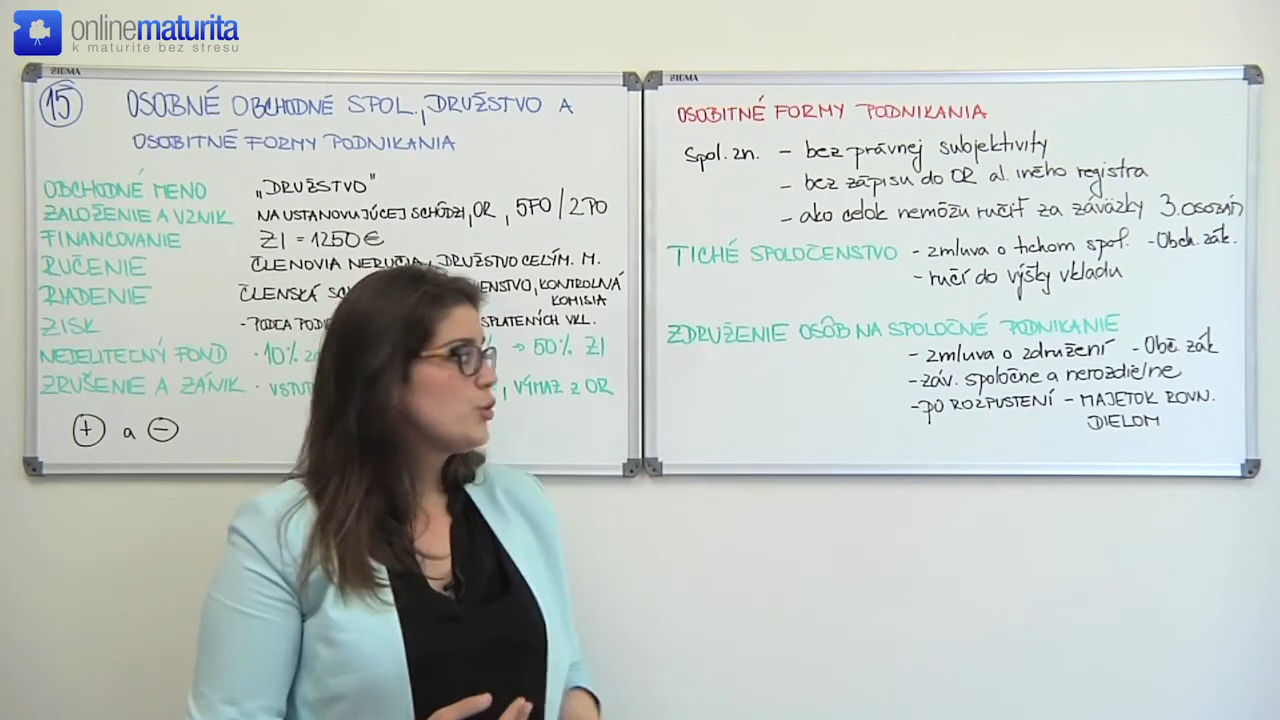 onlinematurita
k maturite bez stresu
SIGMA
15 OSOBNÉ OBCHODNÉ SPOL., DRUŽSTVO A
OSOBITNÉ FORMY PODNIKANIA
OBCHODNÉ MENO „DRUŽSTVO"
ZALOŽENIE A VZNIK NA USTANOVUJÚCEJ SCHÔDZI, OR, 5FO/2PO
FINANCOVANIE ZI = 1250€
RUČENIE ČLENOVIA NERUČIA, DRUŽSTVO CELÝM. M.
RIADENIE ČLENSKÁ KONTROLNÁ
KOMISIA
ZISK - PODĽA SPLATENÝCH VKL.
NEDELITEĽNÝ FOND · 10% → 50% ZI
ZRUŠENIE A ZÁNIK · , VÝMAZ Z OR
+ a -
SIGMA
OSOBITNÉ FORMY PODNIKANIA
Spol. zn. - bez právnej subjektivity
- bez zápisu do OR al. iného registra
- ako celok nemôžu ručiť za záväzky 3. osobám
TICHÉ SPOLOČENSTVO - zmluva o tichom spol. - Obch. zák.
- ručí do výšky vkladu
ZDRUŽENIE OSÔB NA SPOLOČNÉ PODNIKANIE
- zmluva o združení - Obč. zák
- záv. spoločne a nerozdielne
- PO ROZPUSTENÍ - MAJETOK ROVN.
DIELOM